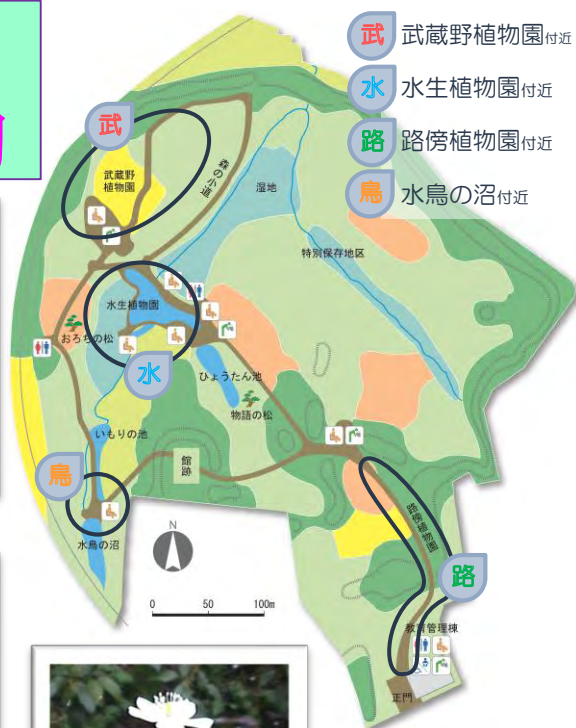 武 武蔵野植物園付近
水 水生植物園付近
路 路傍植物園付近
鳥 水鳥の沼付近
武
武蔵野
植物園
森の小道
湿地
特別保存地区
水生植物園
おろちの松
水
ひょうたん池
物語の松
いもりの池
館跡
鳥
水鳥の沼
N
0 50 100m
路傍植物園
路
教育管理棟
正門